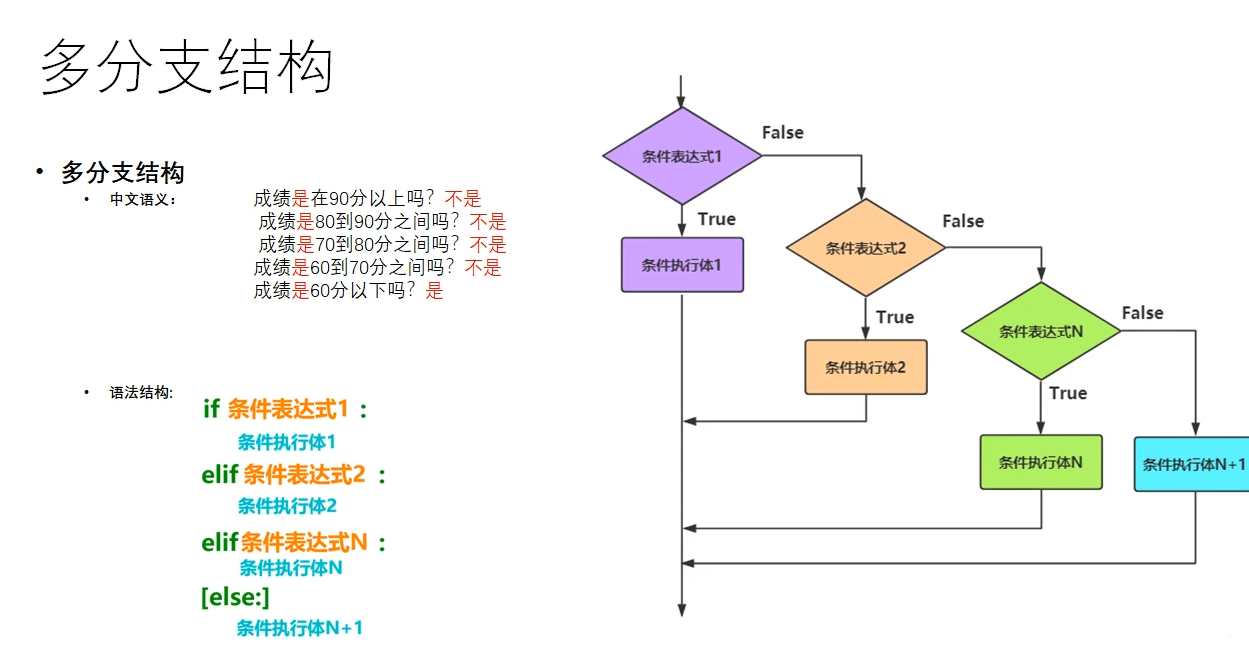 多分支结构
• 多分支结构
• 中文语义：
成绩是在90分以上吗？不是
成绩是80到90分之间吗？不是
成绩是70到80分之间吗？不是
成绩是60到70分之间吗？不是
成绩是60分以下吗？是
• 语法结构:
if 条件表达式1 ：
条件执行体1
elif 条件表达式2 ：
条件执行体2
elif 条件表达式N ：
条件执行体N
[else:]
条件执行体N+1
条件表达式1
False
True
条件执行体1
条件表达式2
False
True
条件执行体2
条件表达式N
False
True
条件执行体N
条件执行体N+1